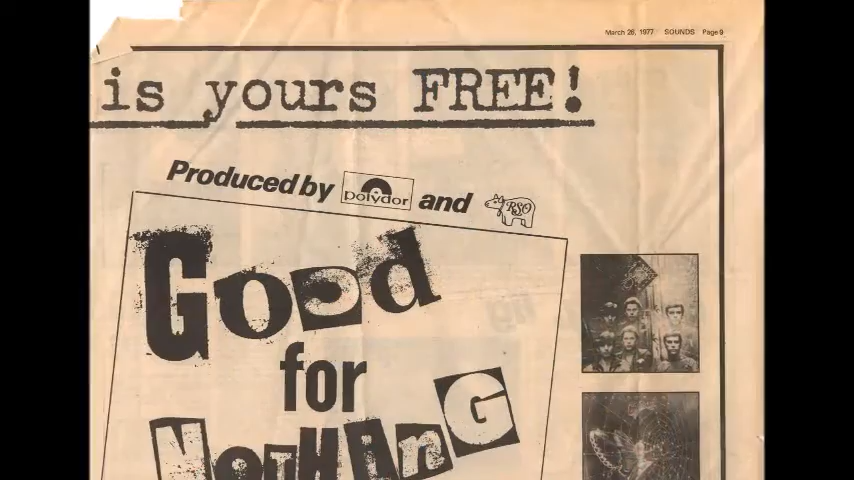 March 26, 1977 SOUNDS Page 9
is yours FREE!
Produced by polydor and RSO
Good
for
NOTHING